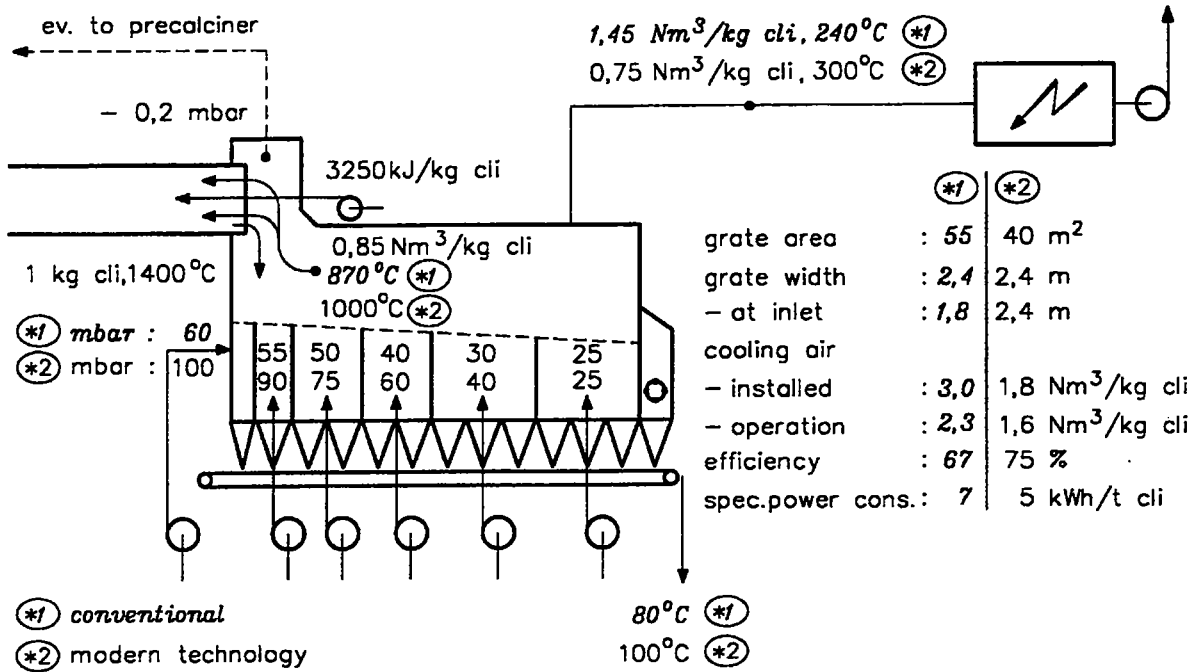 ev. to precalciner
1,45 Nm³/kg cli, 240°C *1
0,75 Nm³/kg cli, 300°C *2
- 0,2 mbar
3250kJ/kg cli
0,85 Nm³/kg cli
870°C *1
1000°C *2
1 kg cli,1400°C
*1 mbar : 60
*2 mbar : 100
55 50 40 30 25
90 75 60 40 25
*1 *2
grate area : 55 40 m²
grate width : 2,4 2,4 m
- at inlet : 1,8 2,4 m
cooling air
- installed : 3,0 1,8 Nm³/kg cli
- operation : 2,3 1,6 Nm³/kg cli
efficiency : 67 75 %
spec.power cons. : 7 5 kWh/t cli
*1 conventional
*2 modern technology
80°C *1
100°C *2